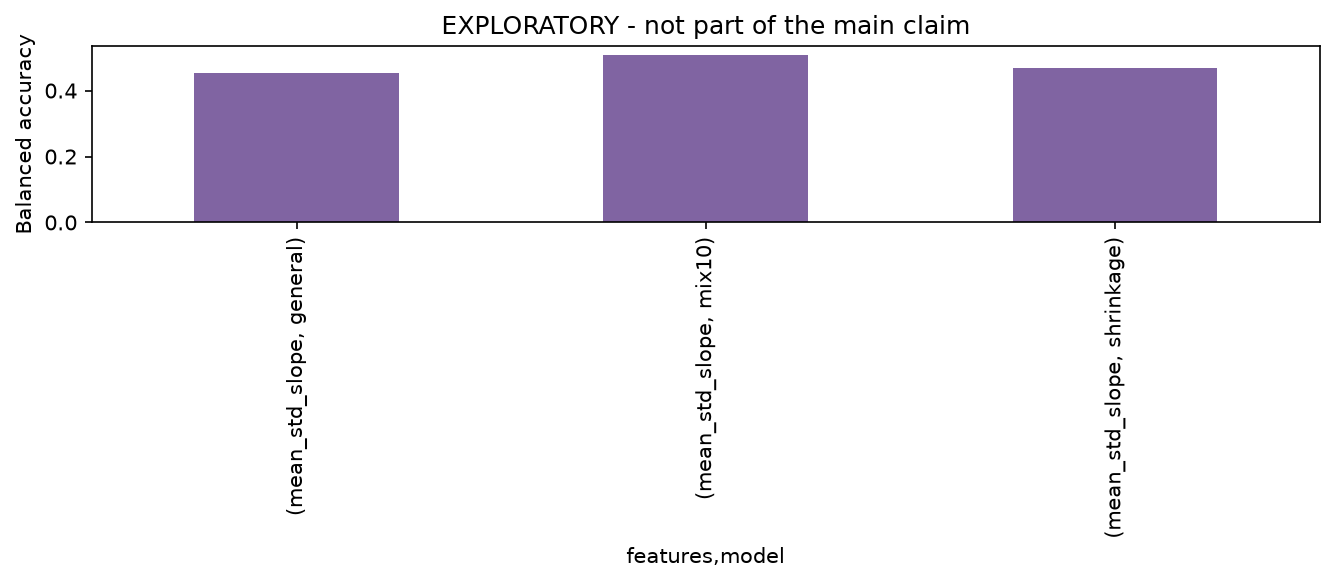 EXPLORATORY - not part of the main claim
Balanced accuracy
0.4
0.2
0.0
(mean_std_slope, general)
(mean_std_slope, mix10)
(mean_std_slope, shrinkage)
features,model